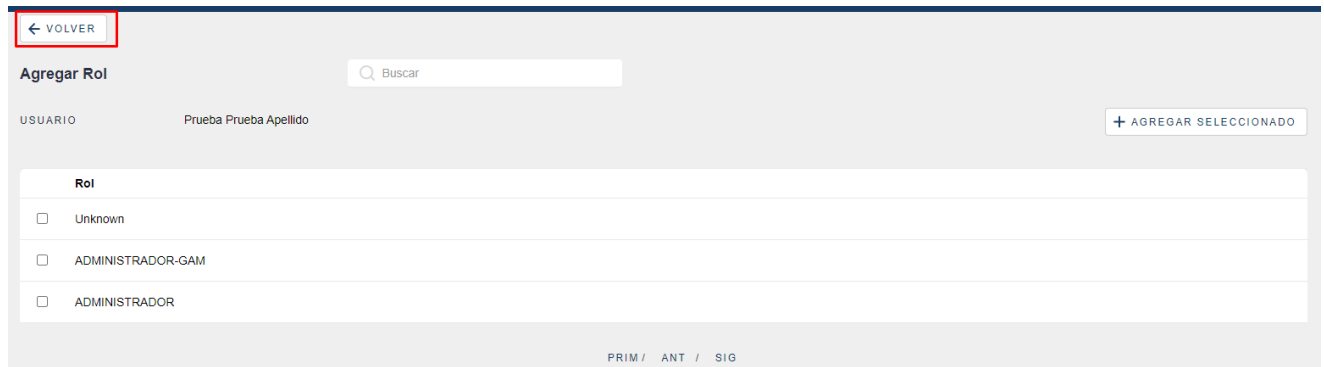 VOLVER
Agregar Rol Buscar
USUARIO Prueba Prueba Apellido AGREGAR SELECCIONADO
Rol
Unknown
ADMINISTRADOR-GAM
ADMINISTRADOR
PRIM / ANT / SIG